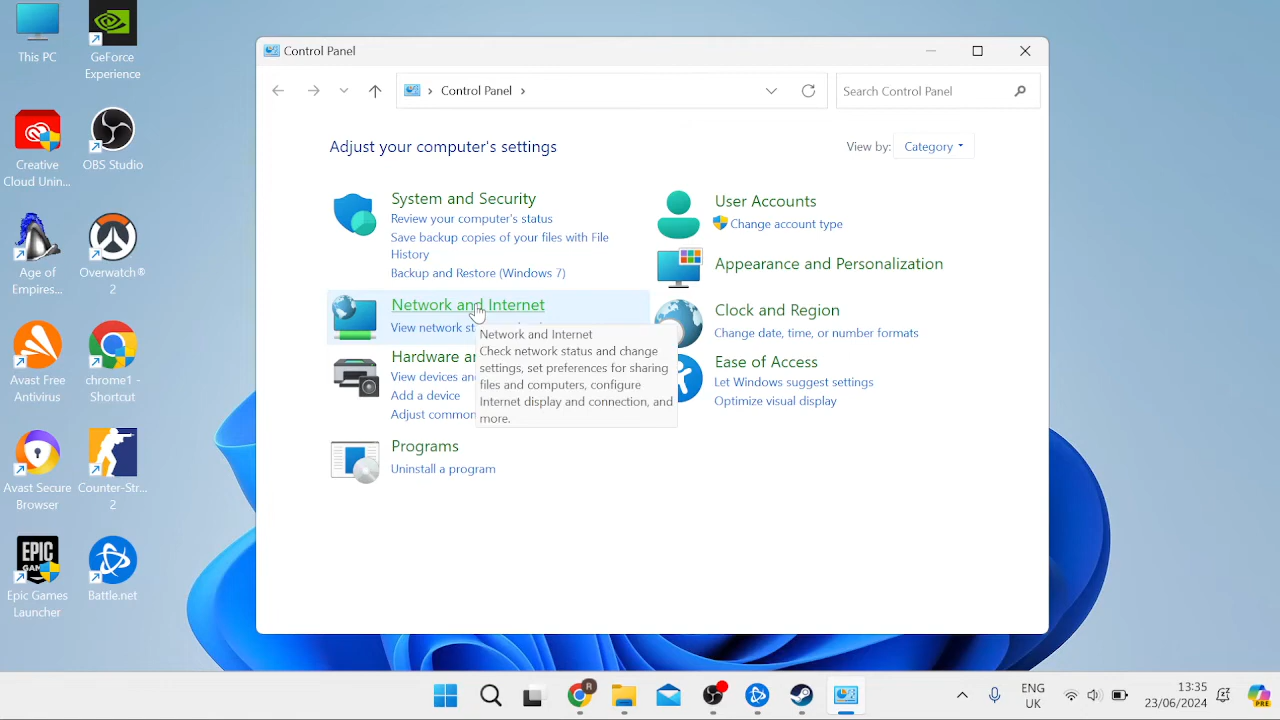 This PC
GeForce
Experience
Creative
Cloud Unin...
OBS Studio
Age of
Empires...
Overwatch®
2
Avast Free
Antivirus
chrome1 -
Shortcut
Avast Secure
Browser
Counter-Str...
2
EPIC
GAMES
Epic Games
Launcher
Battle.net
Control Panel
Control Panel
Search Control Panel
Adjust your computer's settings
View by: Category
System and Security
Review your computer's status
Save backup copies of your files with File
History
Backup and Restore (Windows 7)
Network and Internet
View network
Network and Internet
Check network status and change
settings, set preferences for sharing
files and computers, configure
Internet display and connection, and
more.
Hardware
View devices
Add a device
Adjust
Programs
Uninstall a program
User Accounts
Change account type
Appearance and Personalization
Clock and Region
Change date, time, or number formats
Ease of Access
Let Windows suggest settings
Optimize visual display
R
ENG
UK
13:35
23/06/2024
PRE